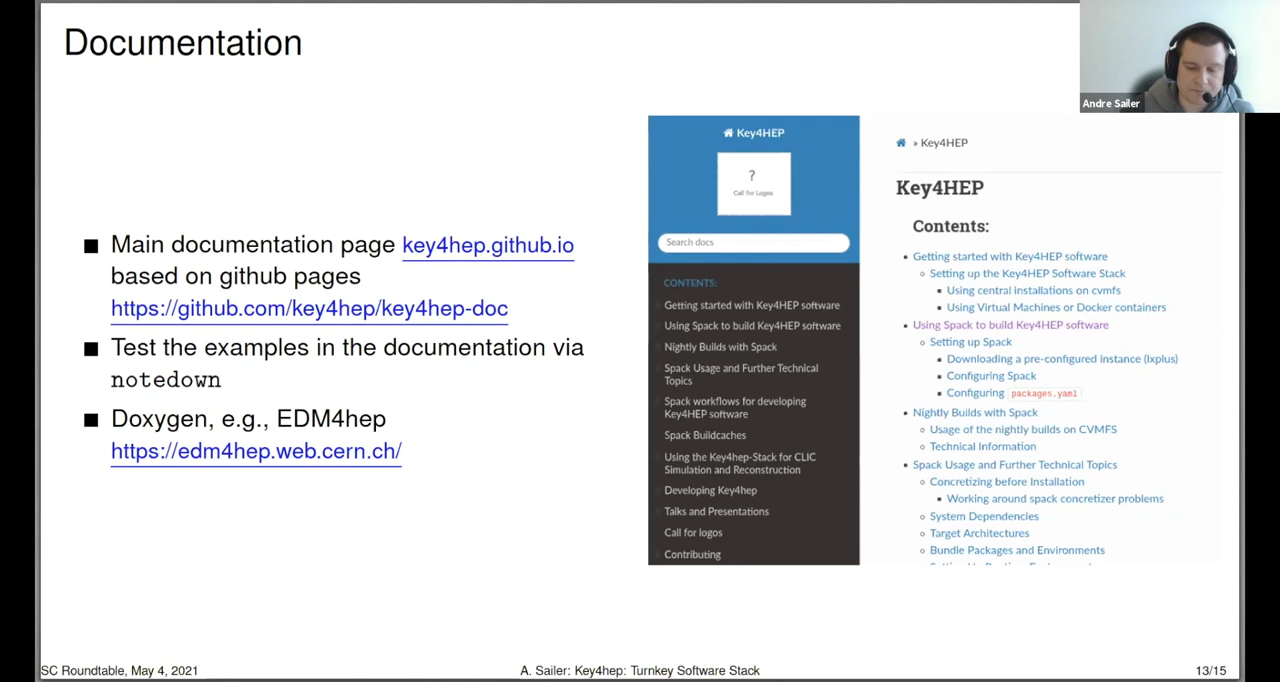 Documentation
Andre Sailer
■ Main documentation page key4hep.github.io
based on github pages
https://github.com/key4hep/key4hep-doc
■ Test the examples in the documentation via
notedown
■ Doxygen, e.g., EDM4hep
https://edm4hep.web.cern.ch/
Key4HEP
?
Call for Logos
Search docs
CONTENTS:
Getting started with Key4HEP software
Using Spack to build Key4HEP software
Nightly Builds with Spack
Spack Usage and Further Technical
Topics
Spack workflows for developing
Key4HEP software
Spack Buildcaches
Using the Key4hep-Stack for CLIC
Simulation and Reconstruction
Developing Key4hep
Talks and Presentations
Call for logos
Contributing
» Key4HEP
Key4HEP
Contents:
Getting started with Key4HEP software
Setting up the Key4HEP Software Stack
Using central installations on cvmfs
Using Virtual Machines or Docker containers
Using Spack to build Key4HEP software
Setting up Spack
Downloading a pre-configured instance (lxplus)
Configuring Spack
Configuring packages.yaml
Nightly Builds with Spack
Usage of the nightly builds on CVMFS
Technical Information
Spack Usage and Further Technical Topics
Concretizing before Installation
Working around spack concretizer problems
System Dependencies
Target Architectures
Bundle Packages and Environments
SC Roundtable, May 4, 2021
A. Sailer: Key4hep: Turnkey Software Stack
13/15